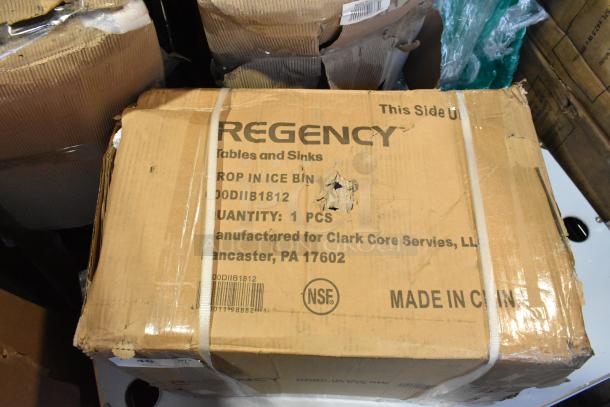 This Side U
REGENCY
Tables and Sinks
ROP IN ICE BIN
00DIIB1812
UANTITY: 1 PCS
anufactured for Clark Core Servies, LL
ancaster, PA 17602
00DIIB1812
NSF
MADE IN CHIN